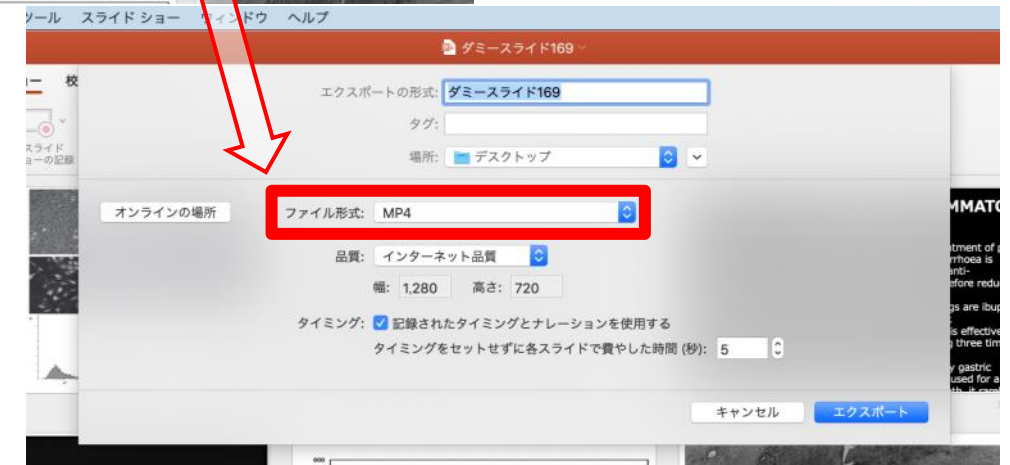 ツール スライド ショー ウィンドウ ヘルプ
ダミースライド169
校
エクスポートの形式: ダミースライド169
タグ:
スライド
ショーの記録
場所: デスクトップ
オンラインの場所
ファイル形式: MP4
品質: インターネット品質
幅: 1,280 高さ: 720
タイミング: 記録されたタイミングとナレーションを使用する
タイミングをセットせずに各スライドで費やした時間 (秒): 5
キャンセル エクスポート
MMATO
tment of
rrhoea is
anti-
efore redu
gs are ibup
is effective
three tim
y gastric
used for a
600